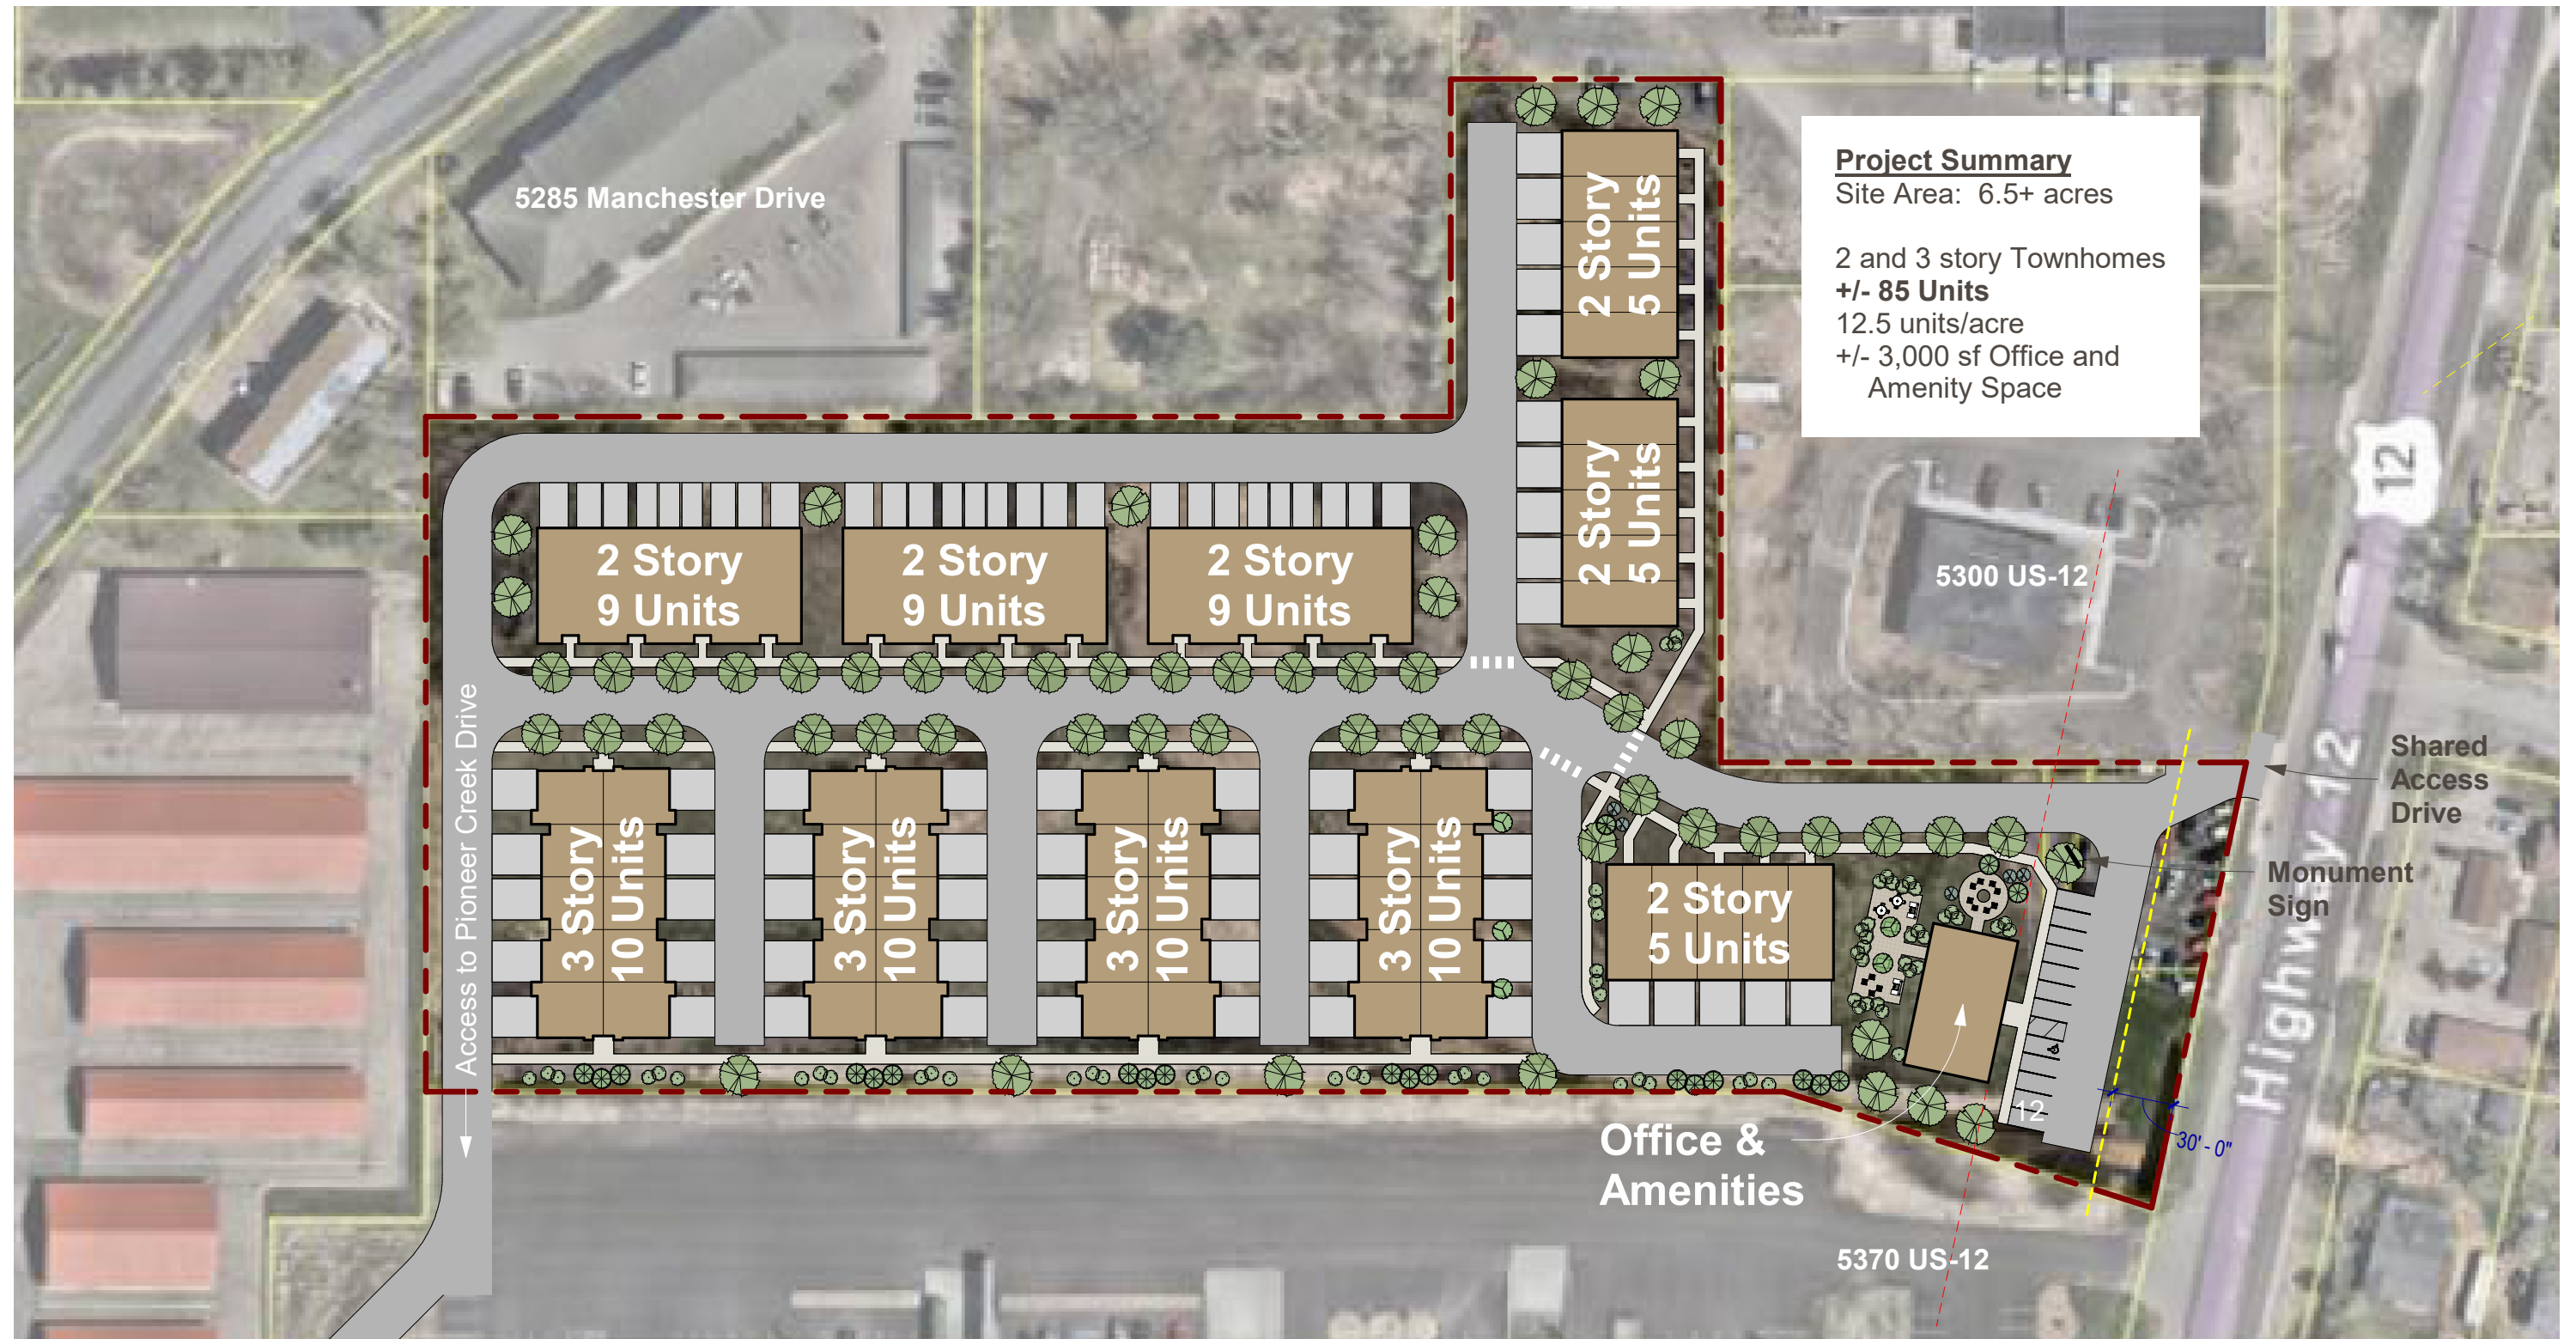 5285 Manchester Drive
Project Summary
Site Area: 6.5+ acres
2 and 3 story Townhomes
+/- 85 Units
12.5 units/acre
+/- 3,000 sf Office and
Amenity Space
2 Story
5 Units
2 Story
5 Units
12
2 Story
9 Units
2 Story
9 Units
2 Story
9 Units
5300 US-12
Access to Pioneer Creek Drive
3 Story
10 Units
3 Story
10 Units
3 Story
10 Units
3 Story
10 Units
2 Story
5 Units
Shared
Access
Drive
Monument
Sign
Highway 12
12
30' - 0"
Office &
Amenities
5370 US-12